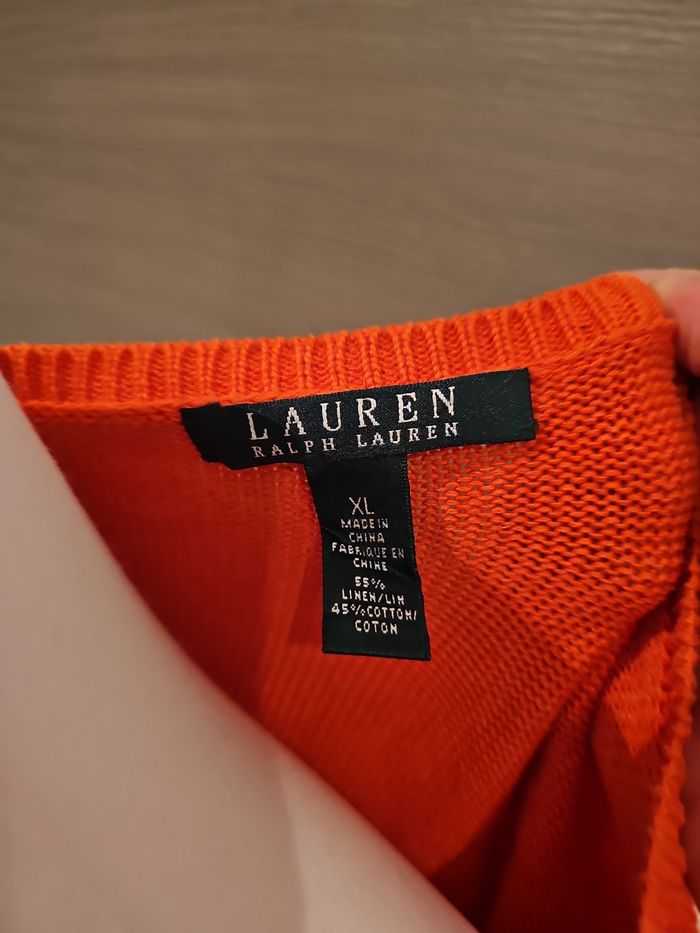 LAUREN
RALPH LAUREN
XL
MADE IN
CHINA
FABRIQUE EN
CHINE
55%
LINEN/LIN
45%COTTON/
COTON